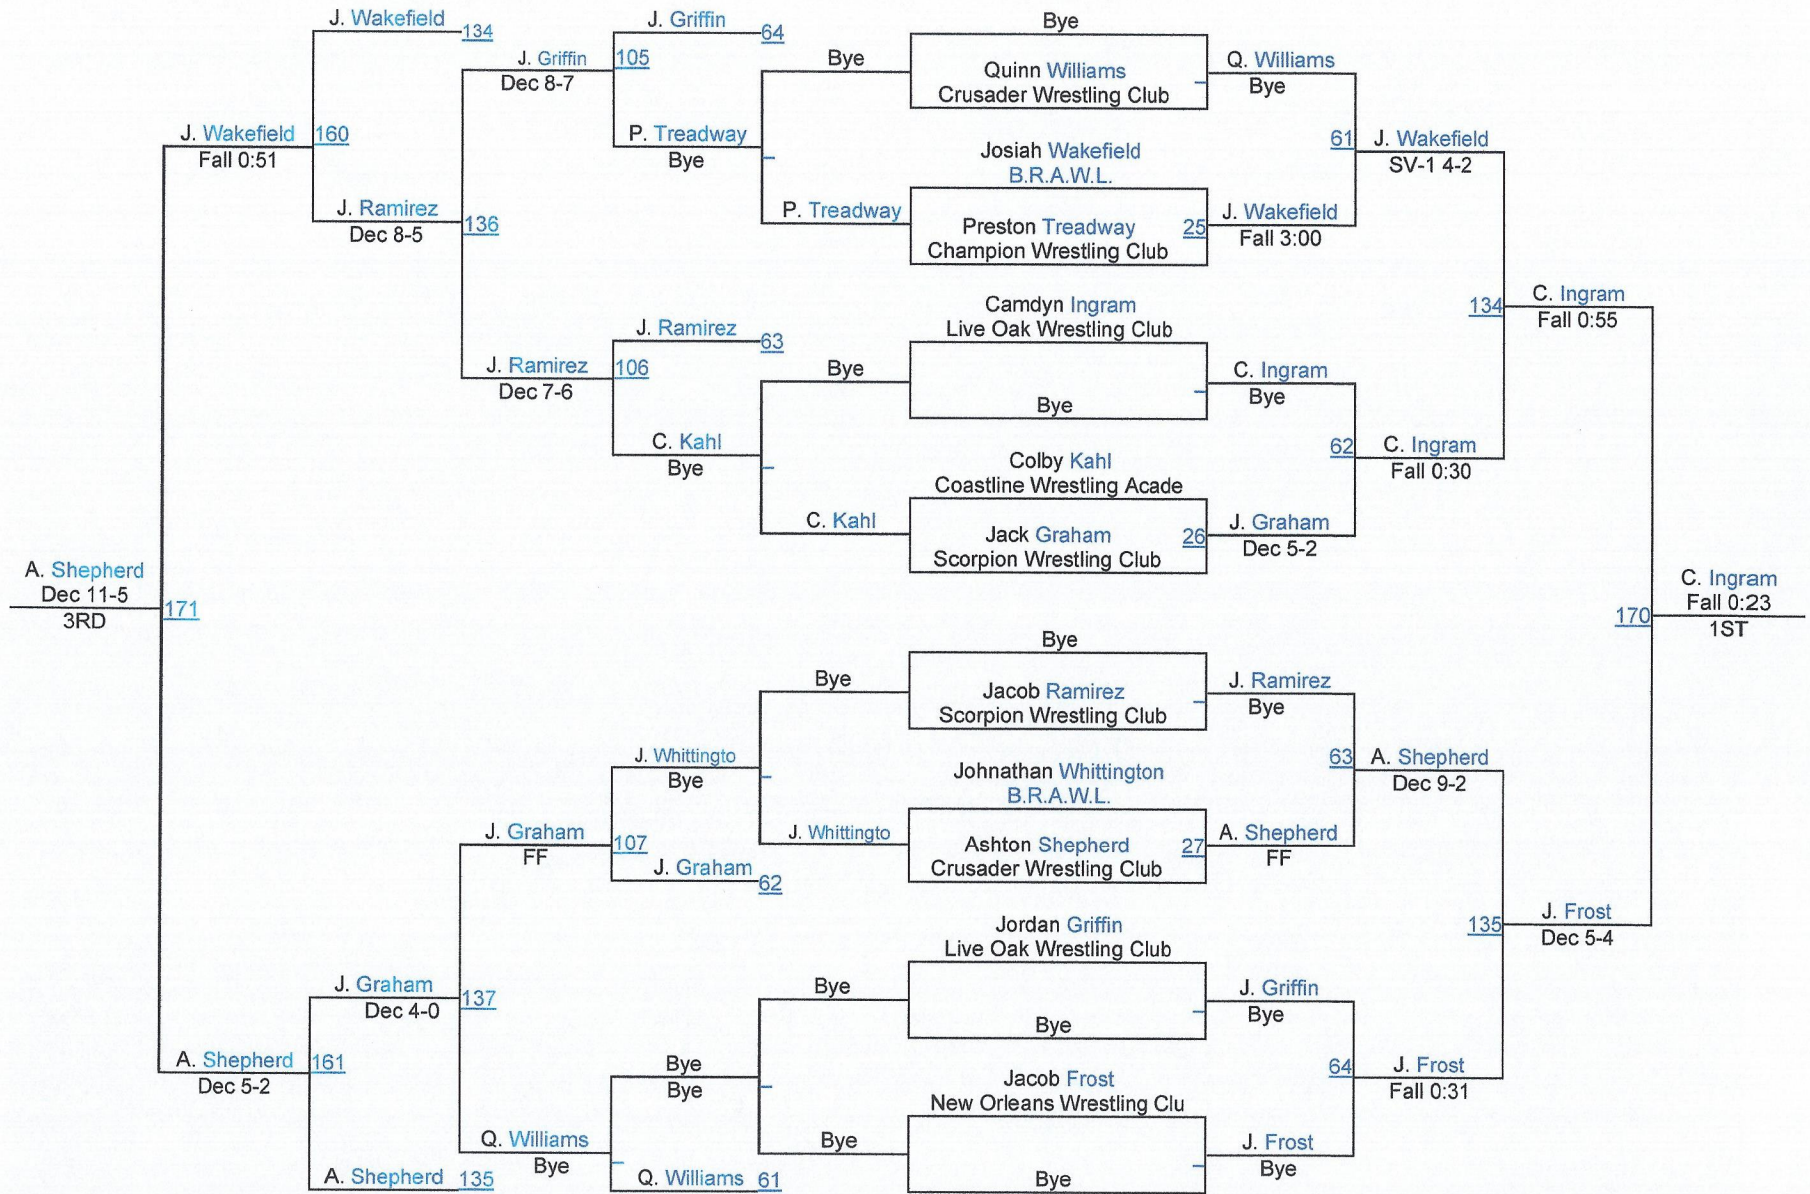 J. Wakefield
134
J. Griffin
64
Bye
J. Griffin
105
Dec 8-7
Bye
Quinn Williams
Crusader Wrestling Club
Q. Williams
Bye
J. Wakefield
160
Fall 0:51
P. Treadway
Bye
Josiah Wakefield
B.R.A.W.L.
61
J. Wakefield
SV-1 4-2
J. Ramirez
Dec 8-5
136
P. Treadway
Preston Treadway
Champion Wrestling Club
25
J. Wakefield
Fall 3:00
Camdyn Ingram
Live Oak Wrestling Club
134
C. Ingram
Fall 0:55
J. Ramirez
63
J. Ramirez
106
Dec 7-6
Bye
Bye
C. Ingram
Bye
C. Kahl
Bye
Colby Kahl
Coastline Wrestling Acade
62
C. Ingram
Fall 0:30
C. Kahl
Jack Graham
Scorpion Wrestling Club
26
J. Graham
Dec 5-2
A. Shepherd
Dec 11-5
3RD
171
170
C. Ingram
Fall 0:23
1ST
Bye
Bye
Jacob Ramirez
Scorpion Wrestling Club
J. Ramirez
Bye
J. Whittingto
Bye
Johnathan Whittington
B.R.A.W.L.
63
A. Shepherd
Dec 9-2
J. Graham
FF
107
J. Whittingto
Ashton Shepherd
Crusader Wrestling Club
27
A. Shepherd
FF
J. Graham
62
Jordan Griffin
Live Oak Wrestling Club
135
J. Frost
Dec 5-4
J. Graham
Dec 4-0
137
Bye
Bye
J. Griffin
Bye
A. Shepherd
161
Dec 5-2
Bye
Bye
Jacob Frost
New Orleans Wrestling Clu
64
J. Frost
Fall 0:31
Q. Williams
Bye
Bye
J. Frost
Bye
A. Shepherd
135
Q. Williams
61
Bye